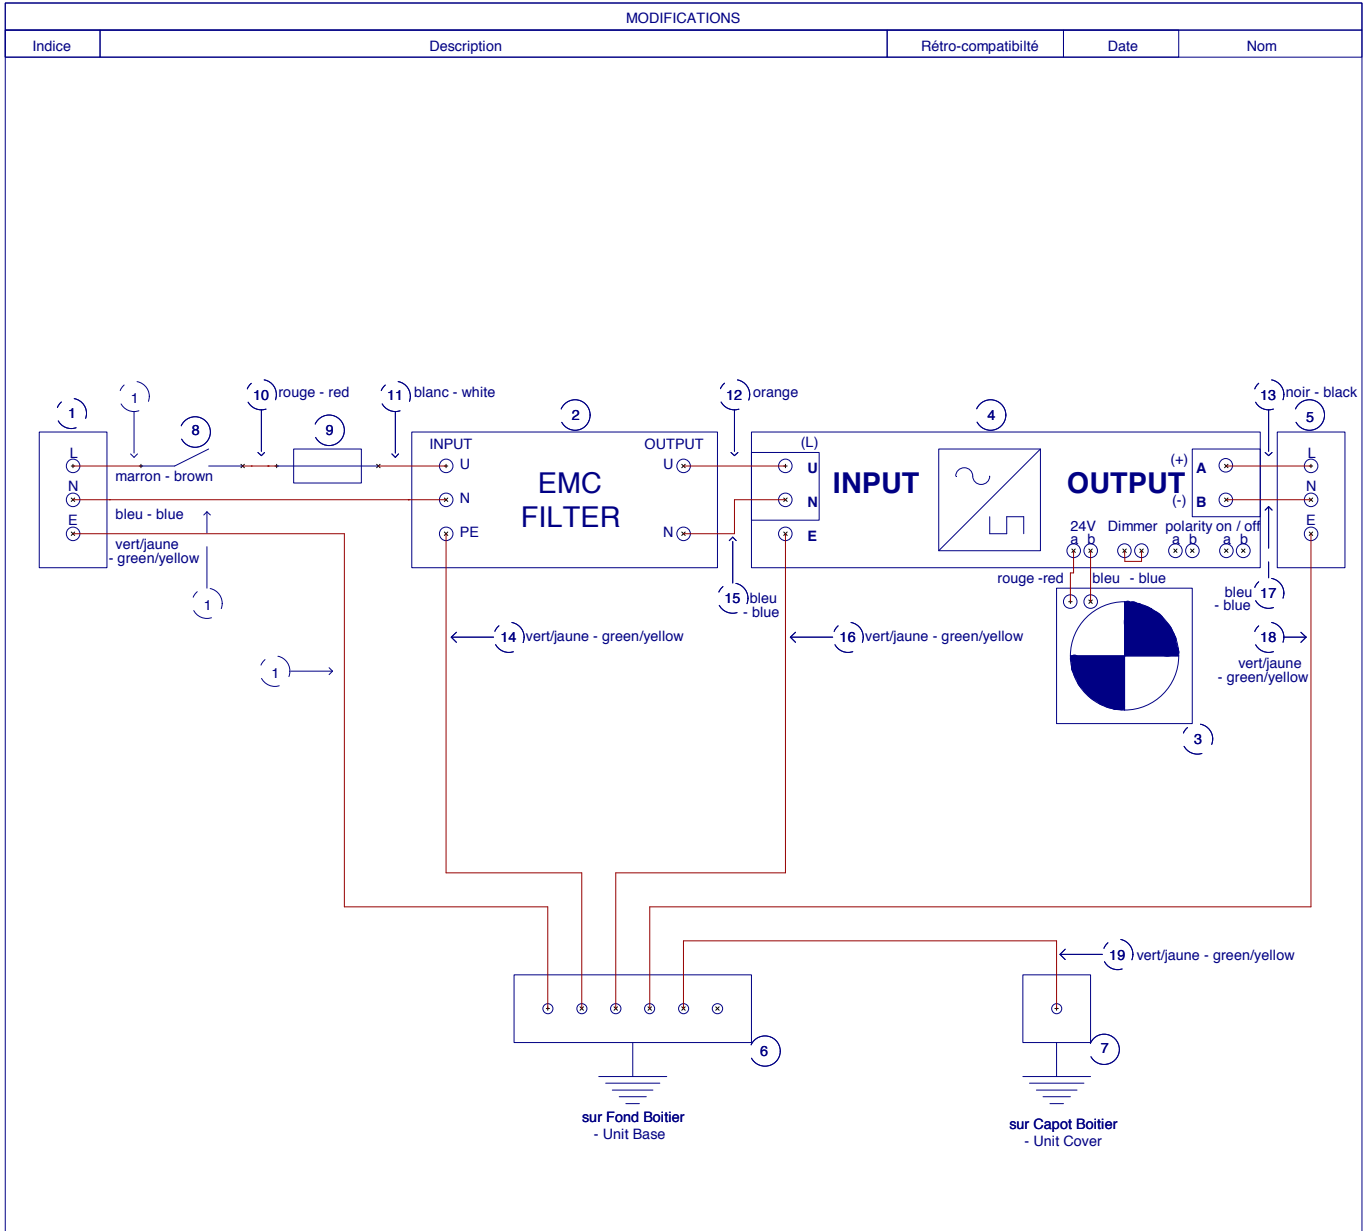 MODIFICATIONS
Indice Description Rétro-compatibilté Date Nom
1 10 rouge - red 11 blanc - white 12 orange 13 noir - black
1 8 9 2 4 5
L INPUT OUTPUT (L) (+) L
U U U A
marron - brown
N N EMC N INPUT OUTPUT (-) B N
bleu - blue
FILTER
E PE N E 24V Dimmer polarity on / off E
vert/jaune a b a b a b
- green/yellow
rouge -red bleu - blue
1 15 bleu bleu 17
- blue - blue
14 vert/jaune - green/yellow 16 vert/jaune - green/yellow 18
vert/jaune
- green/yellow
1
3
19 vert/jaune - green/yellow
6 7
sur Fond Boitier
- Unit Base
sur Capot Boitier
- Unit Cover